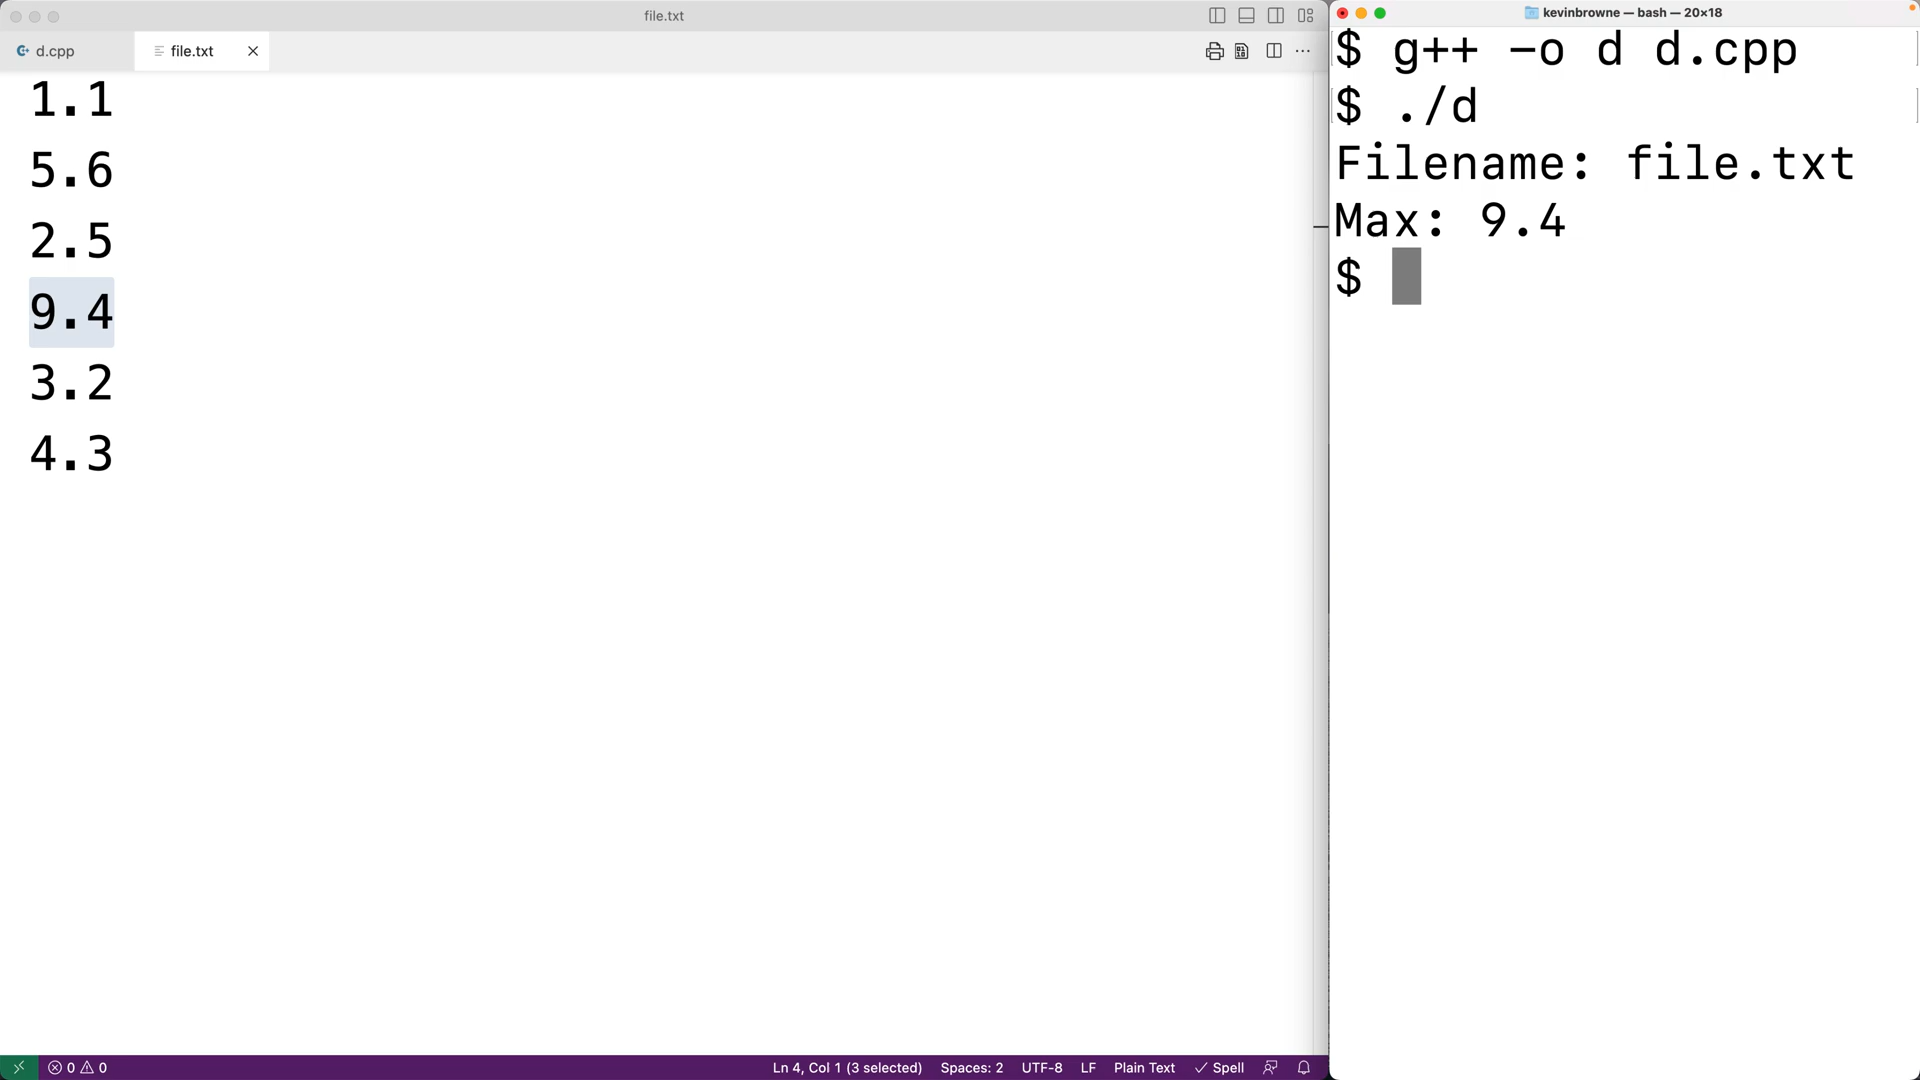 file.txt
d.cpp
file.txt
1.1
5.6
2.5
9.4
3.2
4.3
0 0
Ln 4, Col 1 (3 selected) Spaces: 2 UTF-8 LF Plain Text Spell
kevinbrowne — bash — 20×18
$ g++ -o d d.cpp
$ ./d
Filename: file.txt
Max: 9.4
$